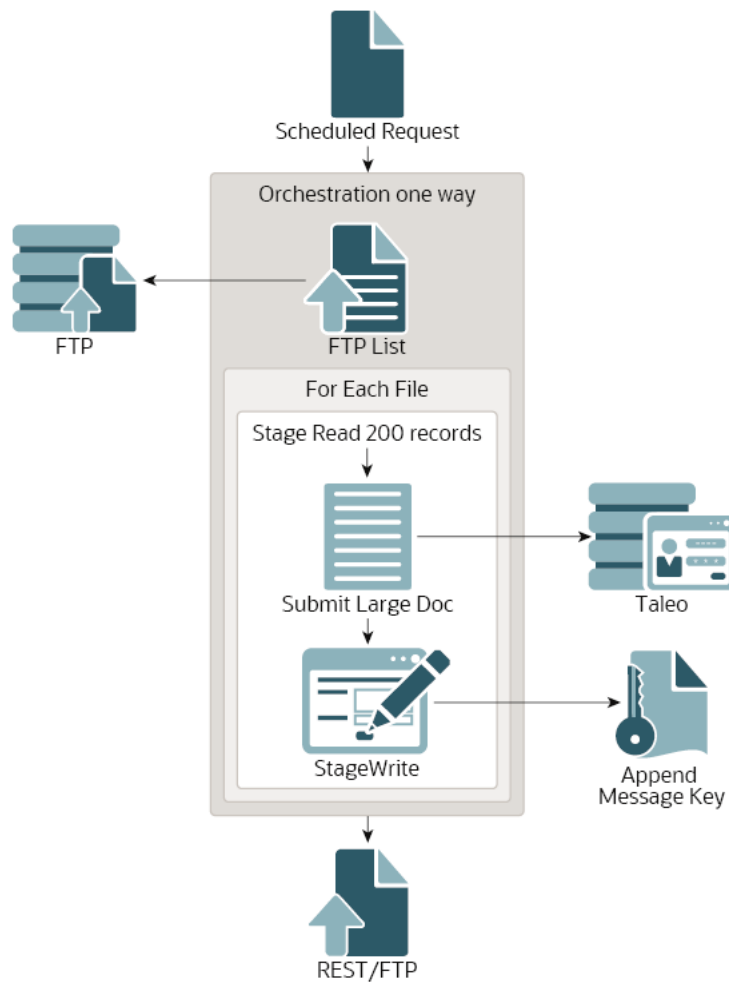 Scheduled Request
Orchestration one way
FTP
FTP List
For Each File
Stage Read 200 records
Submit Large Doc
Taleo
StageWrite
Append
Message Key
REST/FTP